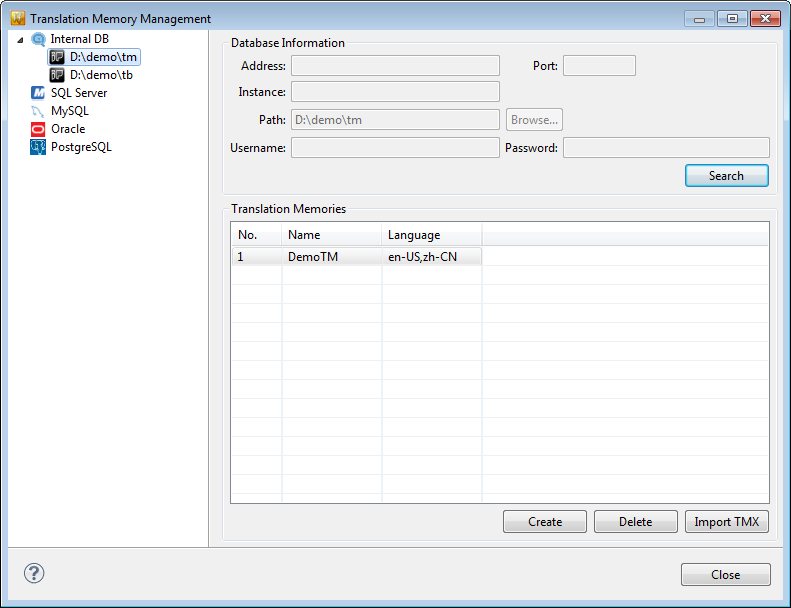 Translation Memory Management
Internal DB
D:\demo\tm
D:\demo\tb
SQL Server
MySQL
Oracle
PostgreSQL
Database Information
Address:
Port:
Instance:
Path: D:\demo\tm Browse...
Username:
Password:
Search
Translation Memories
No. Name Language
1 DemoTM en-US,zh-CN
Create Delete Import TMX
? Close